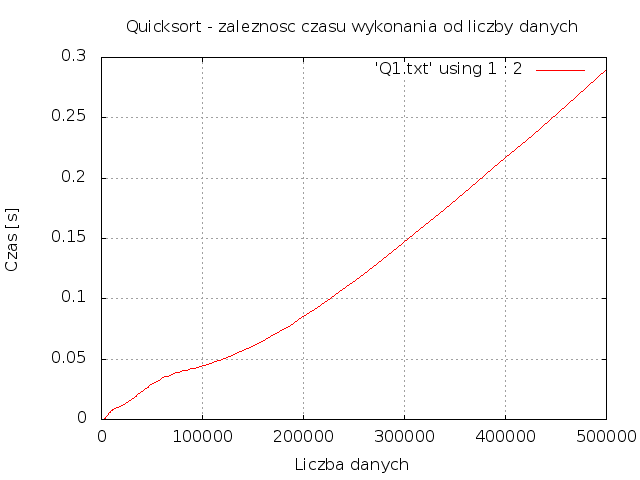 Quicksort - zaleznosc czasu wykonania od liczby danych
0.3
'Q1.txt' using 1 : 2
0.25
0.2
Czas [s]
0.15
0.1
0.05
0
0 100000 200000 300000 400000 500000
Liczba danych